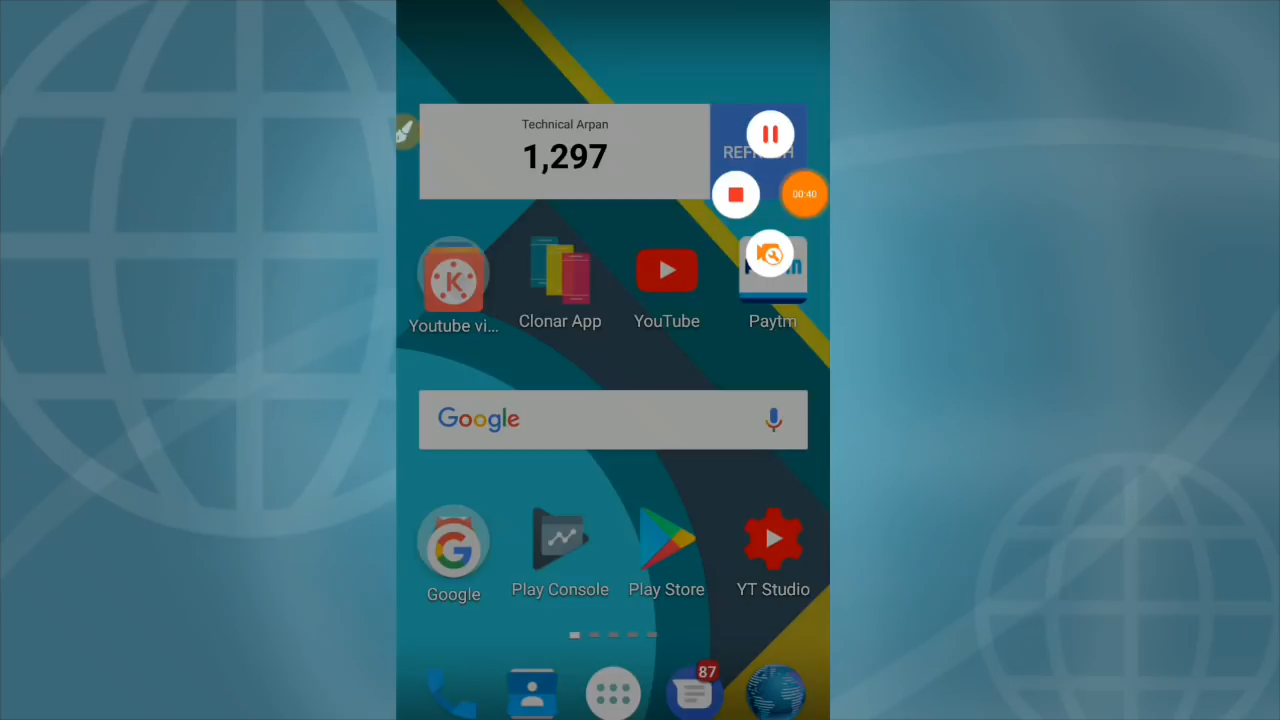 Technical Arpan
1,297
00:40
Youtube vi...
Clonar App
YouTube
Paytm
Google
Google
Play Console
Play Store
YT Studio
87